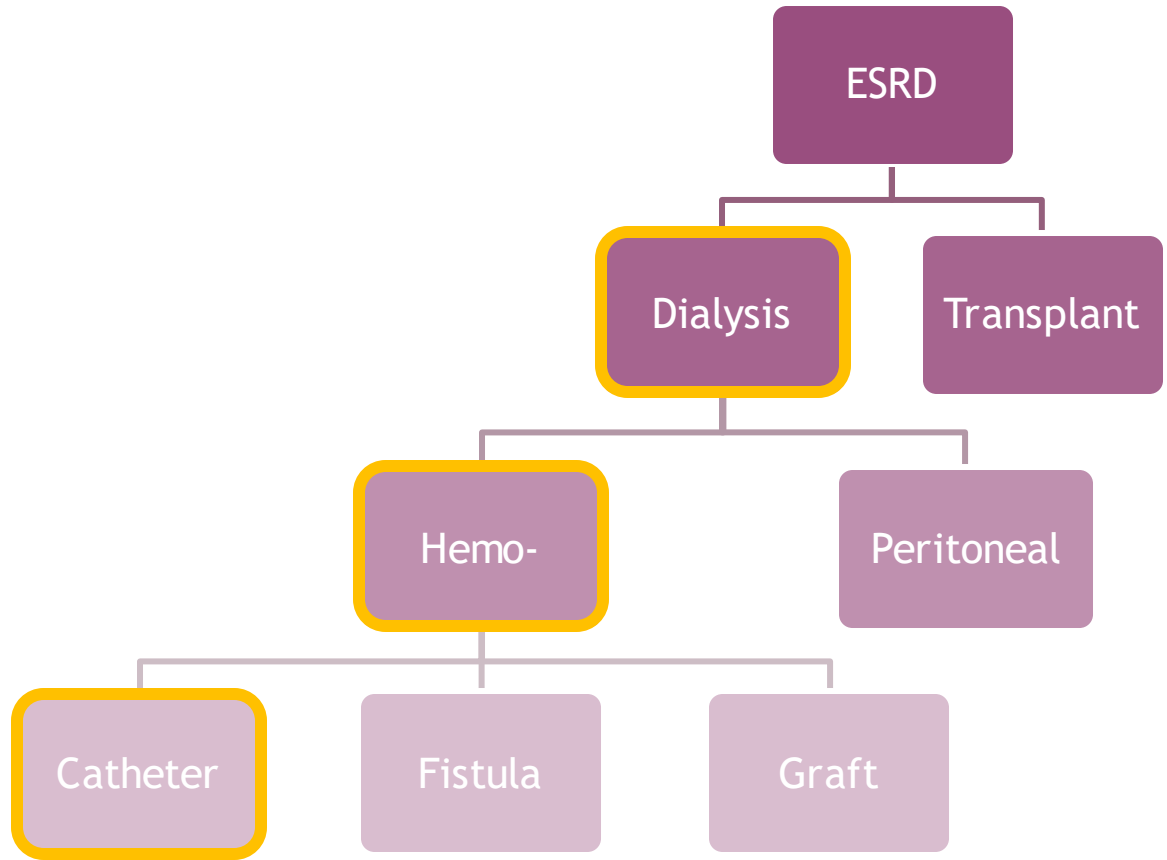 ESRD
Dialysis
Transplant
Hemo-
Peritoneal
Catheter
Fistula
Graft